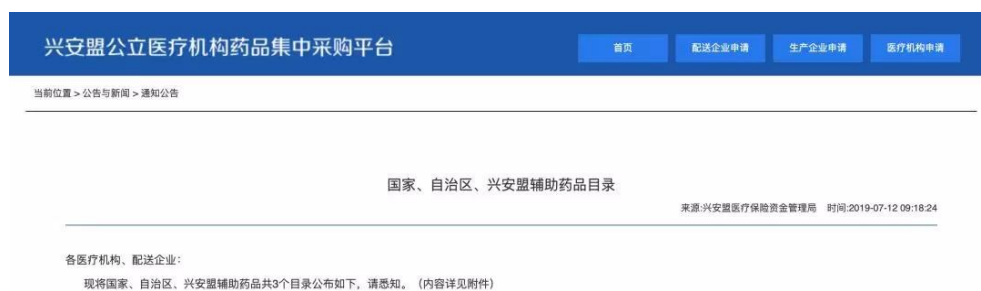 兴安盟公立医疗机构药品集中采购平台
首页 配送企业申请 生产企业申请 医疗机构申请
当前位置 > 公告与新闻 > 通知公告
国家、自治区、兴安盟辅助药品目录
来源:兴安盟医疗保险资金管理局 时间:2019-07-12 09:18:24
各医疗机构、配送企业：
现将国家、自治区、兴安盟辅助药品共3个目录公布如下，请悉知。（内容详见附件）